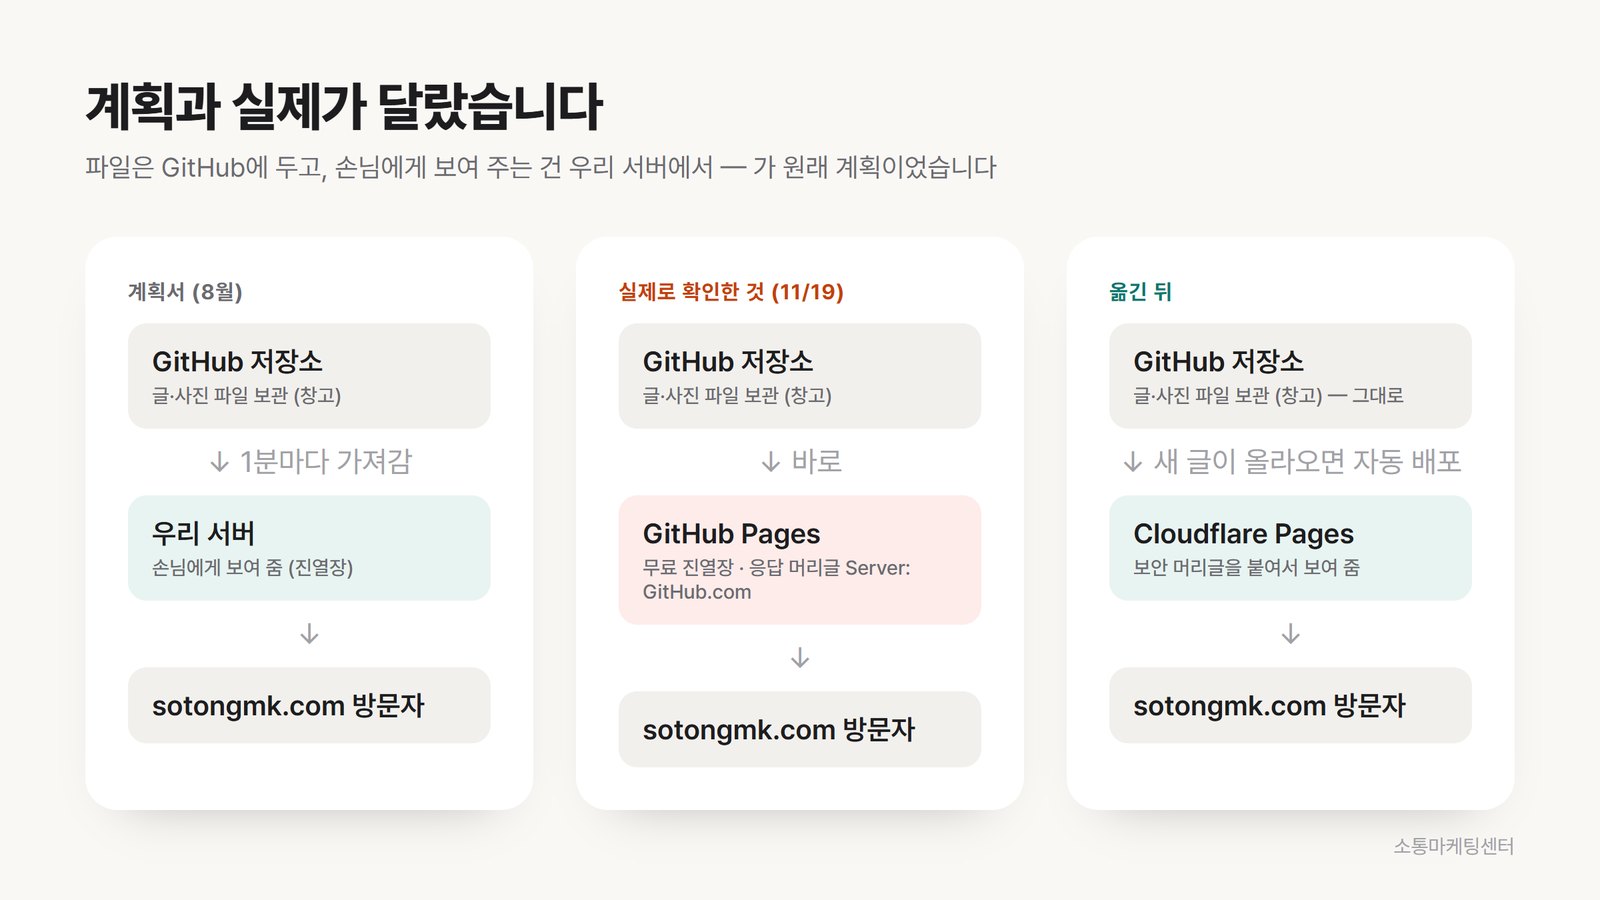 계획과 실제가 달랐습니다
파일은 GitHub에 두고, 손님에게 보여 주는 건 우리 서버에서 — 가 원래 계획이었습니다
계획서 (8월)
GitHub 저장소
글·사진 파일 보관 (창고)
↓ 1분마다 가져감
우리 서버
손님에게 보여 줌 (진열장)
↓
sotongmk.com 방문자
실제로 확인한 것 (11/19)
GitHub 저장소
글·사진 파일 보관 (창고)
↓ 바로
GitHub Pages
무료 진열장 · 응답 머리글 Server:
GitHub.com
↓
sotongmk.com 방문자
옮긴 뒤
GitHub 저장소
글·사진 파일 보관 (창고) — 그대로
↓ 새 글이 올라오면 자동 배포
Cloudflare Pages
보안 머리글을 붙여서 보여 줌
↓
sotongmk.com 방문자
소통마케팅센터